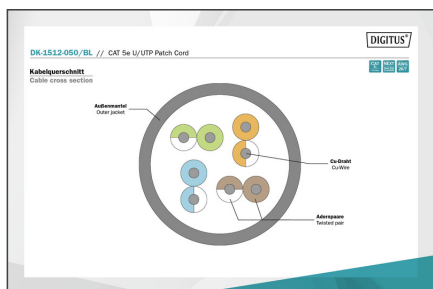 DIGITUS®
DK-1512-050/BL // CAT 5e U/UTP Patch Cord
Kabelquerschnitt
Cable cross section
Außenmantel
Outer jacket
Cu-Draht
Cu-Wire
Aderspaare
Twisted pair